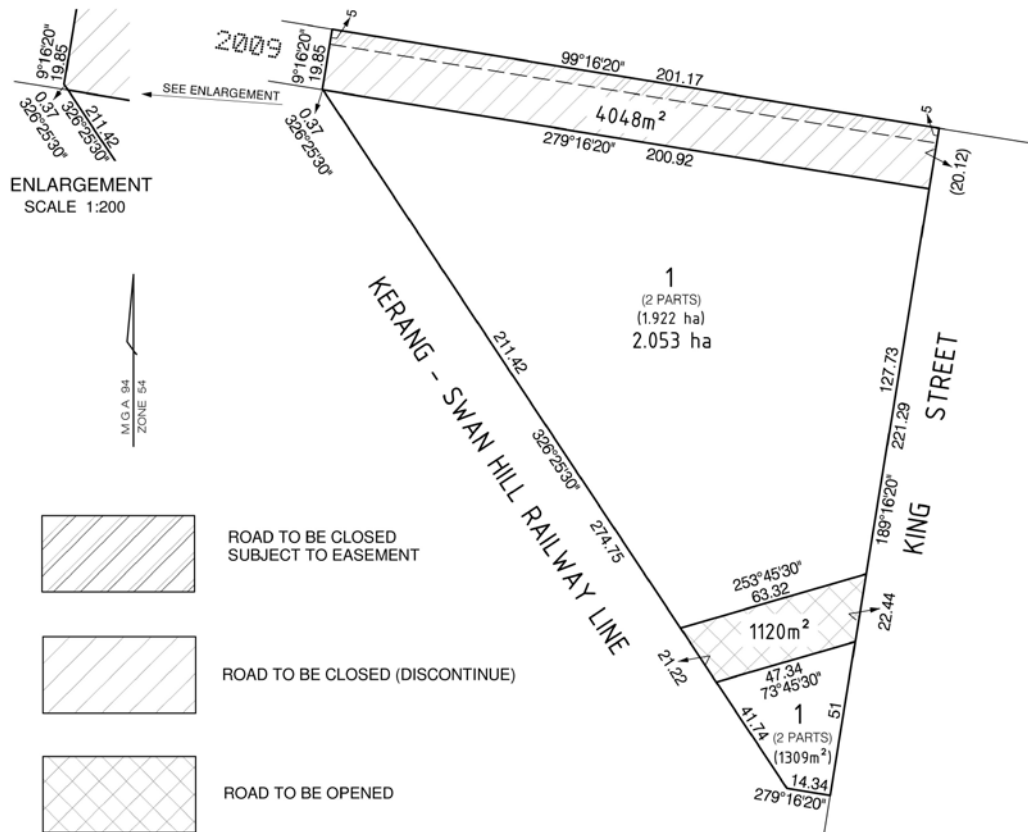 9°16'20"
19.85
0.37
326°25'30"
211.42
326°25'30"
ENLARGEMENT
SCALE 1:200
SEE ENLARGEMENT
2009
9°16'20"
19.85
0.37
326°25'30"
5
99°16'20" 201.17
5
4048m²
279°16'20" 200.92
(20.12)
MGA 94
ZONE 54
1
(2 PARTS)
(1.922 ha)
2.053 ha
KERANG - SWAN HILL RAILWAY LINE
211.42
326°25'30"
274.75
127.73
221.29
189°16'20"
KING STREET
253°45'30"
63.32
22.44
1120m²
21.22
47.34
73°45'30"
41.74
51
1
(2 PARTS)
(1309m²)
14.34
279°16'20"
ROAD TO BE CLOSED
SUBJECT TO EASEMENT
ROAD TO BE CLOSED (DISCONTINUE)
ROAD TO BE OPENED